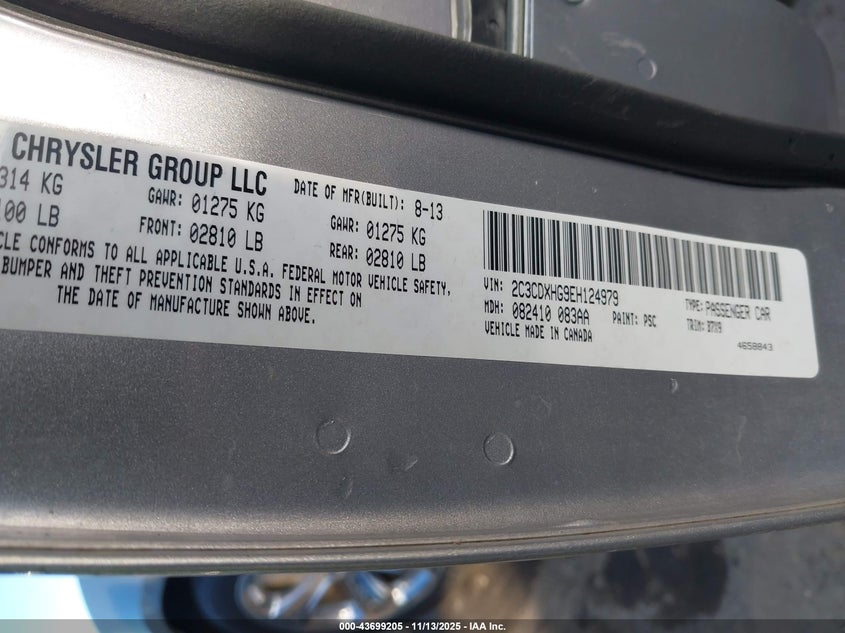 CHRYSLER GROUP LLC
DATE OF MFR(BUILT): 8-13
314 KG
GAWR: 01275 KG
GAWR: 01275 KG
100 LB
FRONT: 02810 LB
REAR: 02810 LB
CLE CONFORMS TO ALL APPLICABLE U.S.A. FEDERAL MOTOR VEHICLE SAFETY,
BUMPER AND THEFT PREVENTION STANDARDS IN EFFECT ON
THE DATE OF MANUFACTURE SHOWN ABOVE.
VIN: 2C3CDXHG9EH124979
TYPE: PASSENGER CAR
MDH: 082410 083AA
PAINT: PSC
TRIM: B7X9
VEHICLE MADE IN CANADA
4658843
000-43699205 - 11/13/2025 - IAA Inc.